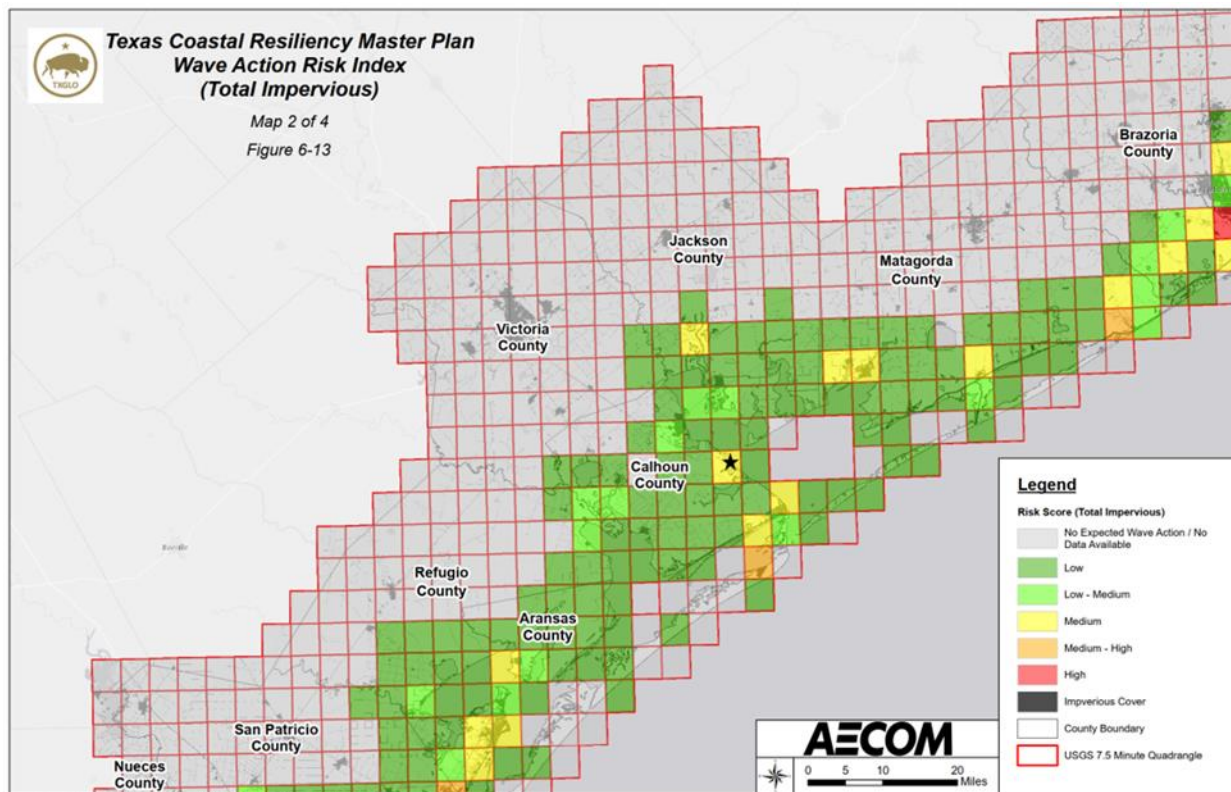 Texas Coastal Resiliency Master Plan
Wave Action Risk Index
(Total Impervious)
Map 2 of 4
Figure 6-13
TXGLO
Brazoria
County
Jackson
County
Matagorda
County
Victoria
County
Calhoun
County
Refugio
County
Aransas
County
San Patricio
County
Nueces
County
Legend
Risk Score (Total Impervious)
No Expected Wave Action / No
Data Available
Low
Low - Medium
Medium
Medium - High
High
Impverious Cover
County Boundary
USGS 7.5 Minute Quadrangle
AECOM
0 5 10 20
Miles